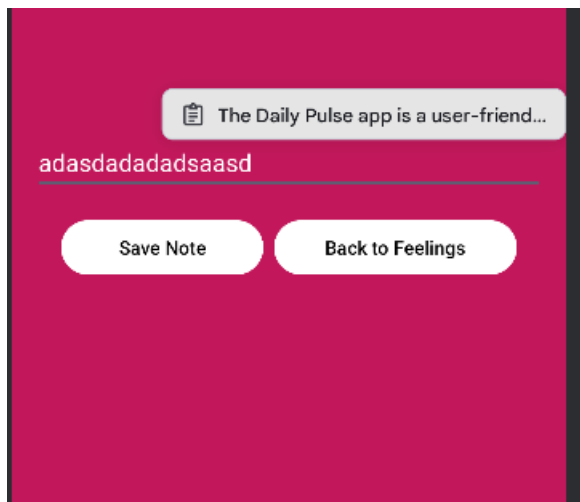 The Daily Pulse app is a user-friend...
adasdadadadsaasd
Save Note
Back to Feelings